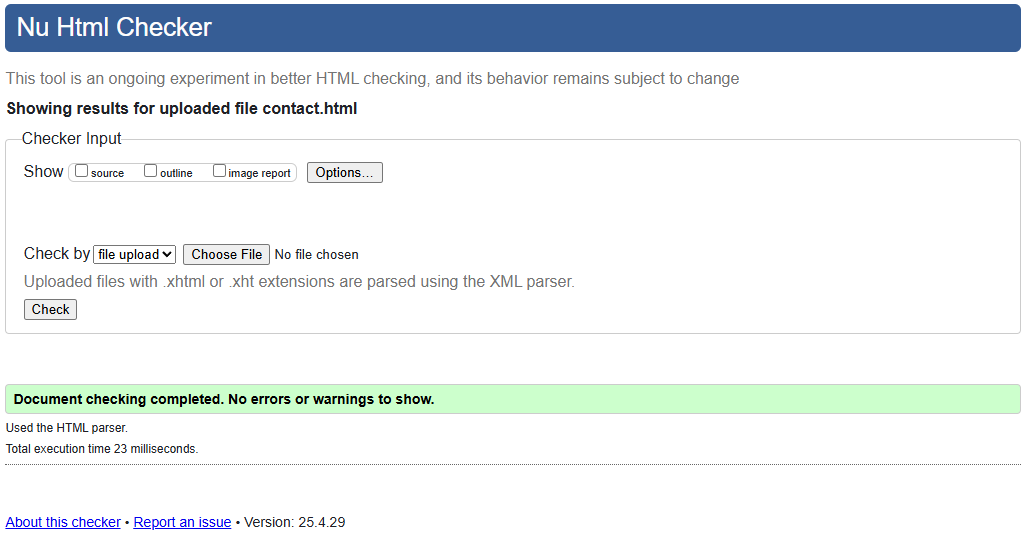 Nu Html Checker
This tool is an ongoing experiment in better HTML checking, and its behavior remains subject to change
Showing results for uploaded file contact.html
Checker Input
Show source outline image report Options...
Check by file upload Choose File No file chosen
Uploaded files with .xhtml or .xht extensions are parsed using the XML parser.
Check
Document checking completed. No errors or warnings to show.
Used the HTML parser.
Total execution time 23 milliseconds.
About this checker • Report an issue • Version: 25.4.29